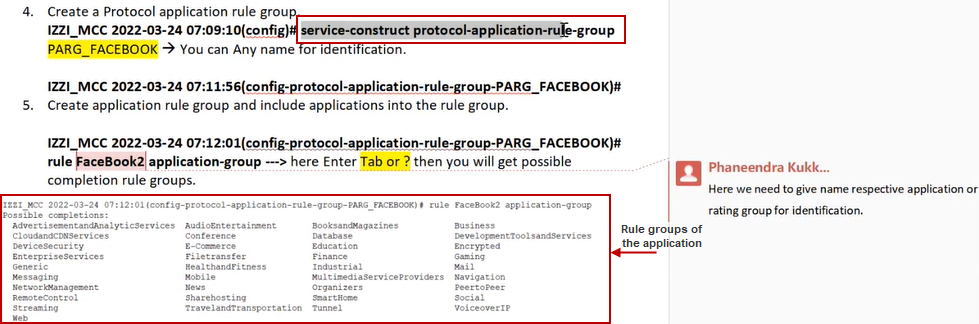 4. Create a Protocol application rule group.
IZZI_MCC 2022-03-24 07:09:10(config)# service-construct protocol-application-rule-group
PARG_FACEBOOK → You can Any name for identification.
IZZI_MCC 2022-03-24 07:11:56(config-protocol-application-rule-group-PARG_FACEBOOK)#
5. Create application rule group and include applications into the rule group.
IZZI_MCC 2022-03-24 07:12:01(config-protocol-application-rule-group-PARG_FACEBOOK)#
rule FaceBook2 application-group ---> here Enter Tab or ? then you will get possible
completion rule groups.
Phaneendra Kukk...
Here we need to give name respective application or
rating group for identification.
IZZI_MCC 2022-03-24 07:12:01(config-protocol-application-rule-group-PARG_FACEBOOK)# rule FaceBook2 application-group
Possible completions:
AdvertisementandAnalyticServices AudioEntertainment BooksandMagazines Business
CloudandCDNServices Conference Database DevelopmentToolsandServices
DeviceSecurity E-Commerce Education Encrypted
EnterpriseServices Filetransfer Finance Gaming
Generic HealthandFitness Industrial Mail
Messaging Mobile MultimediaServiceProviders Navigation
NetworkManagement News Organizers PeertoPeer
RemoteControl Sharehosting SmartHome Social
Streaming TravelandTransportation Tunnel VoiceoverIP
Web
Rule groups of
the application